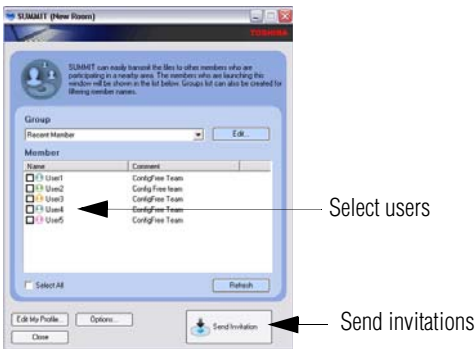 SUMMIT (New Room)
TOSHIBA
SUMMIT can easily transmit the files to other members who are
participating in a nearby area. The members who are launching this
window will be shown in the list below. Groups list can also be created for
filtering member names.
Group
Recent Member
Edit...
Member
Name Comment
User1 ConfigFree Team
User2 Config Free team
User3 ConfigFree Team
User4 ConfigFree Team
User5 ConfigFree Team
Select users
Select All
Refresh
Edit My Profile... Options...
Send Invitation
Send invitations
Close